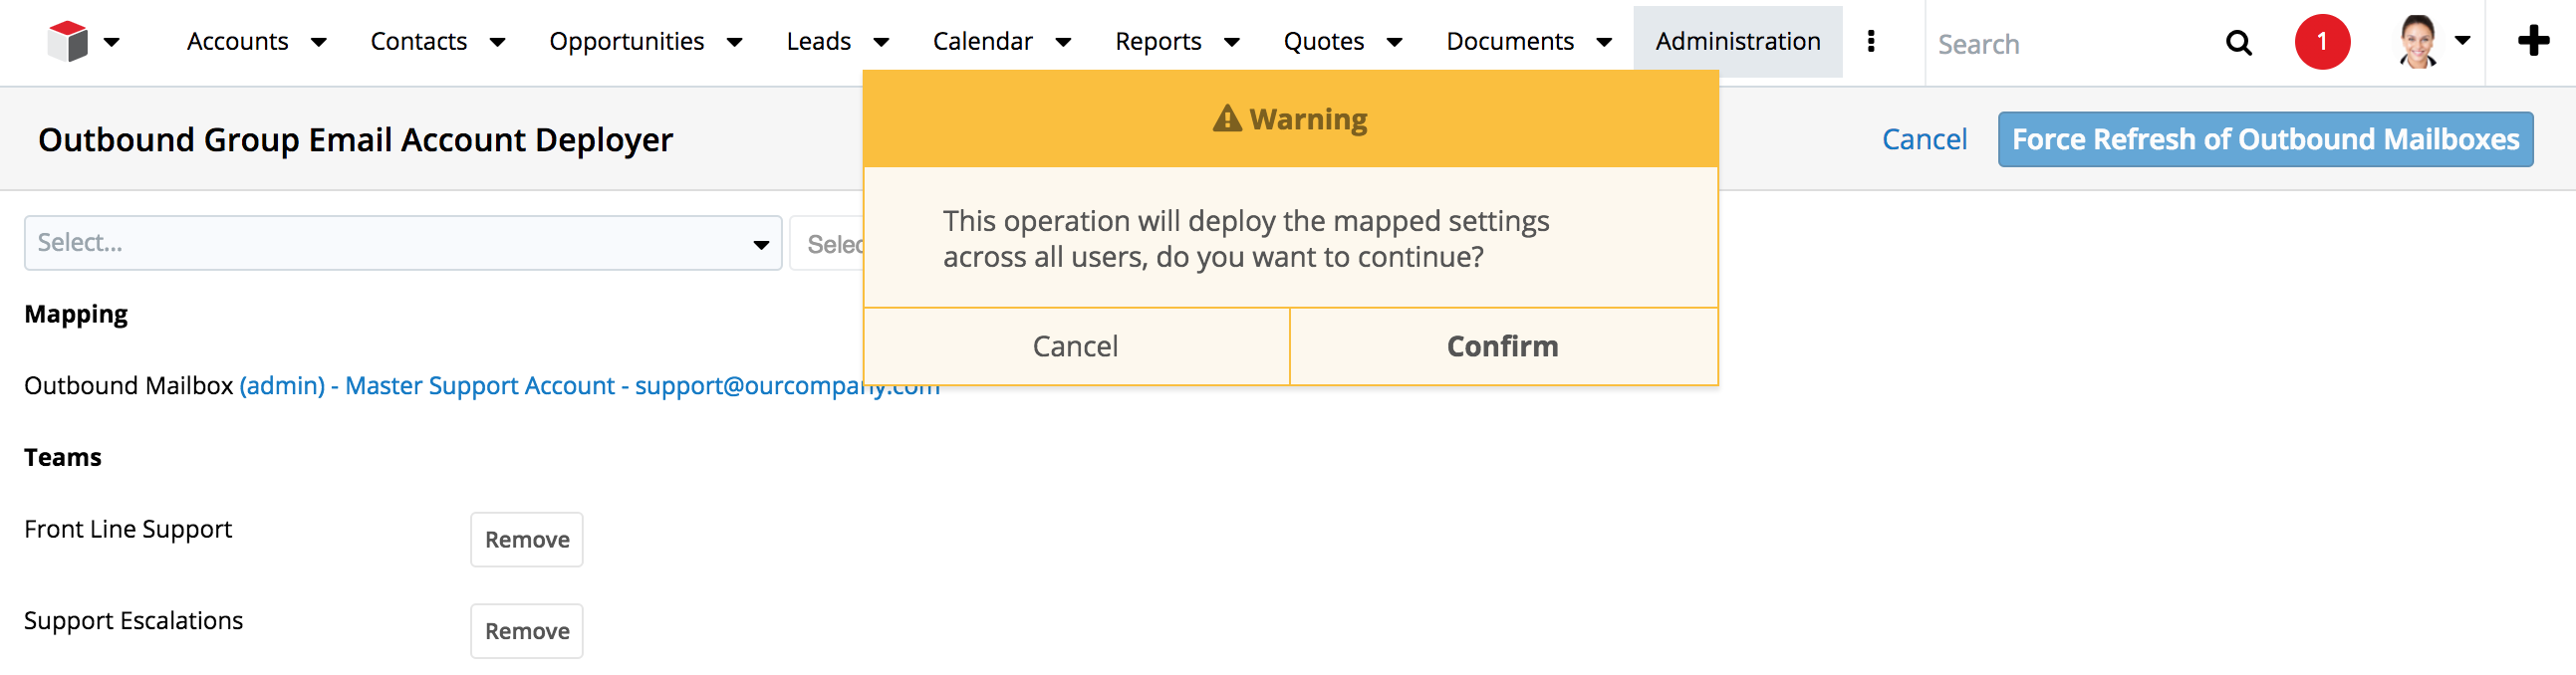 Accounts Contacts Opportunities Leads Calendar Reports Quotes Documents Administration Search 1
Outbound Group Email Account Deployer
Cancel Force Refresh of Outbound Mailboxes
Warning
This operation will deploy the mapped settings
across all users, do you want to continue?
Cancel Confirm
Select...
Mapping
Outbound Mailbox (admin) - Master Support Account - support@ourcompany.com
Teams
Front Line Support Remove
Support Escalations Remove